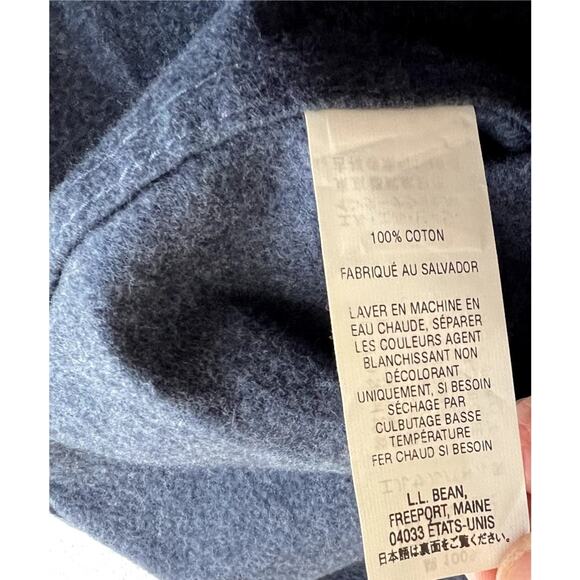 100% COTON
FABRIQUÉ AU SALVADOR
LAVER EN MACHINE EN
EAU CHAUDE, SÉPARER
LES COULEURS AGENT
BLANCHISSANT NON
DÉCOLORANT
UNIQUEMENT, SI BESOIN
SÉCHAGE PAR
CULBUTAGE BASSE
TEMPÉRATURE
FER CHAUD SI BESOIN
L.L. BEAN,
FREEPORT, MAINE
04033 ÉTATS-UNIS
日本語は裏面をご覧ください。